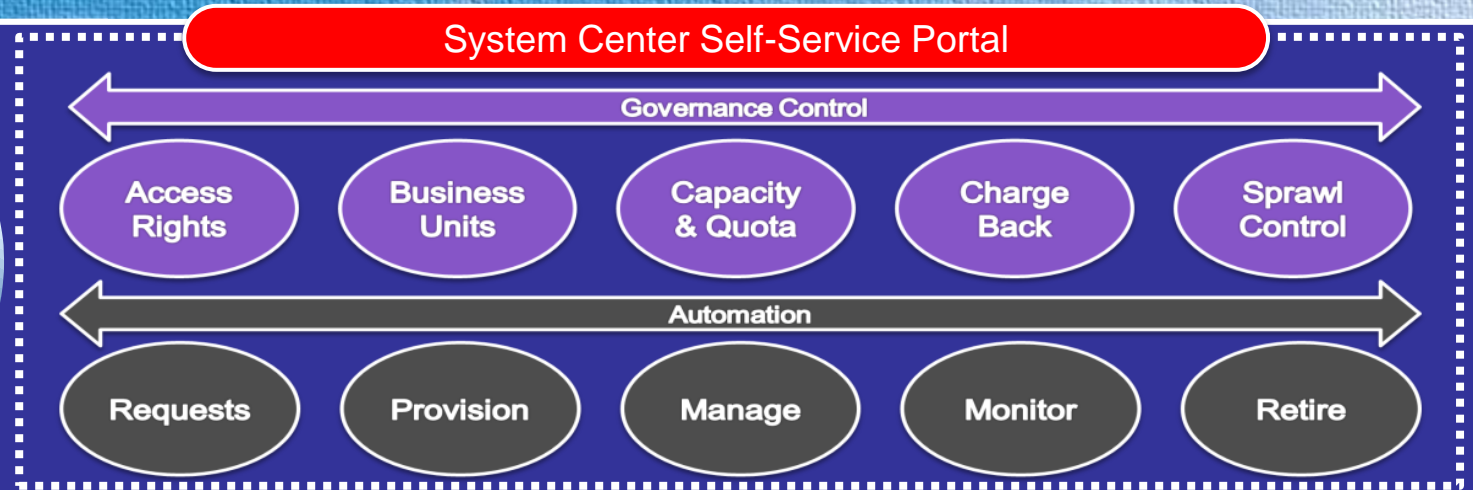 System Center Self-Service Portal
Governance Control
Access
Rights
Business
Units
Capacity
& Quota
Charge
Back
Sprawl
Control
Automation
Requests
Provision
Manage
Monitor
Retire